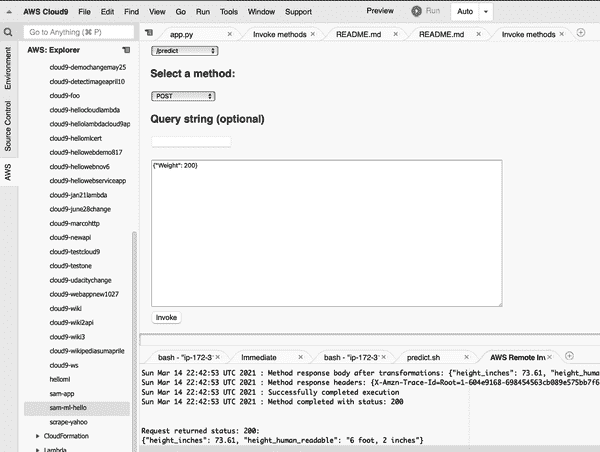 AWS Cloud9 File Edit Find View Go Run Tools Window Support Preview Run Auto
Go to Anything (⌘ P)
app.py Invoke methods README.md README.md Invoke methods
Environment
Source Control
AWS
AWS: Explorer
cloud9-demochangemay25
cloud9-detectimageapril10
cloud9-foo
cloud9-hellocloudlambda
cloud9-hellolambdacloud9ap
cloud9-hellomlcert
cloud9-hellowebdemo817
cloud9-hellowebnov6
cloud9-hellowebserviceapp
cloud9-jan21lambda
cloud9-june28change
cloud9-marcohttp
cloud9-newapi
cloud9-testcloud9
cloud9-testone
cloud9-udacitychange
cloud9-webappnew1027
cloud9-wiki
cloud9-wiki2api
cloud9-wiki3
cloud9-wikipediasumaprile
cloud9-ws
helloml
sam-app
sam-ml-hello
scrape-yahoo
CloudFormation
Lambda
/predict
Select a method:
POST
Query string (optional)
{"Weight": 200}
Invoke
bash - "ip-172-3 Immediate bash - "ip-172-3 predict.sh AWS Remote Inv
Sun Mar 14 22:42:53 UTC 2021 : Method response body after transformations: {"height_inches": 73.61, "height_huma
Sun Mar 14 22:42:53 UTC 2021 : Method response headers: {X-Amzn-Trace-Id=Root=1-604e9168-698454563cb089e575bb7f6
Sun Mar 14 22:42:53 UTC 2021 : Successfully completed execution
Sun Mar 14 22:42:53 UTC 2021 : Method completed with status: 200
Request returned status: 200:
{"height_inches": 73.61, "height_human_readable": "6 foot, 2 inches"}